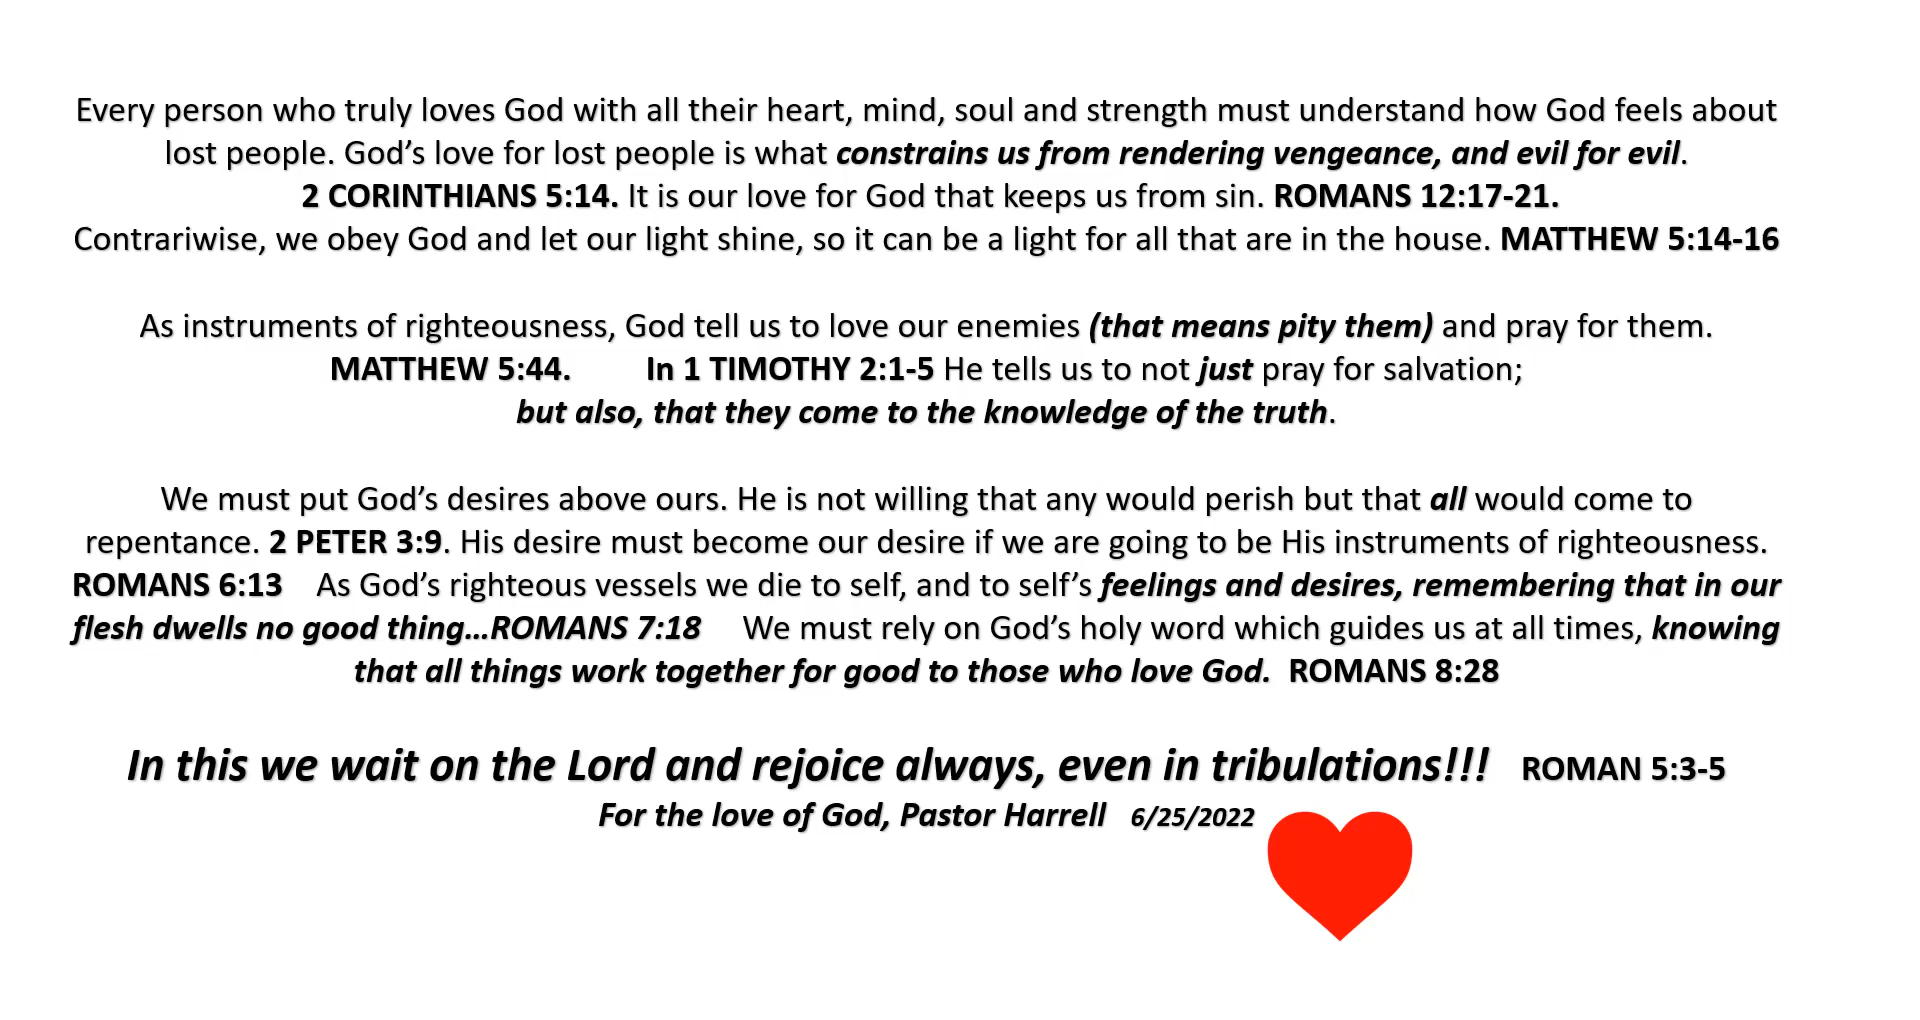 Every person who truly loves God with all their heart, mind, soul and strength must understand how God feels about
lost people. God’s love for lost people is what constrains us from rendering vengeance, and evil for evil.
2 CORINTHIANS 5:14. It is our love for God that keeps us from sin. ROMANS 12:17-21.
Contrariwise, we obey God and let our light shine, so it can be a light for all that are in the house. MATTHEW 5:14-16
As instruments of righteousness, God tell us to love our enemies (that means pity them) and pray for them.
MATTHEW 5:44. In 1 TIMOTHY 2:1-5 He tells us to not just pray for salvation;
but also, that they come to the knowledge of the truth.
We must put God’s desires above ours. He is not willing that any would perish but that all would come to
repentance. 2 PETER 3:9. His desire must become our desire if we are going to be His instruments of righteousness.
ROMANS 6:13 As God’s righteous vessels we die to self, and to self’s feelings and desires, remembering that in our
flesh dwells no good thing…ROMANS 7:18 We must rely on God’s holy word which guides us at all times, knowing
that all things work together for good to those who love God. ROMANS 8:28
In this we wait on the Lord and rejoice always, even in tribulations!!! ROMAN 5:3-5
For the love of God, Pastor Harrell 6/25/2022